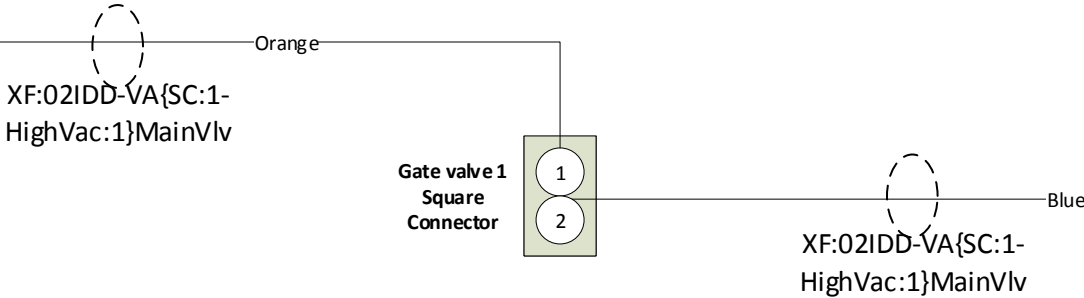 Orange
XF:02IDD-VA{SC:1-
HighVac:1}MainVlv
Gate valve 1
Square
Connector
1
2
Blue
XF:02IDD-VA{SC:1-
HighVac:1}MainVlv